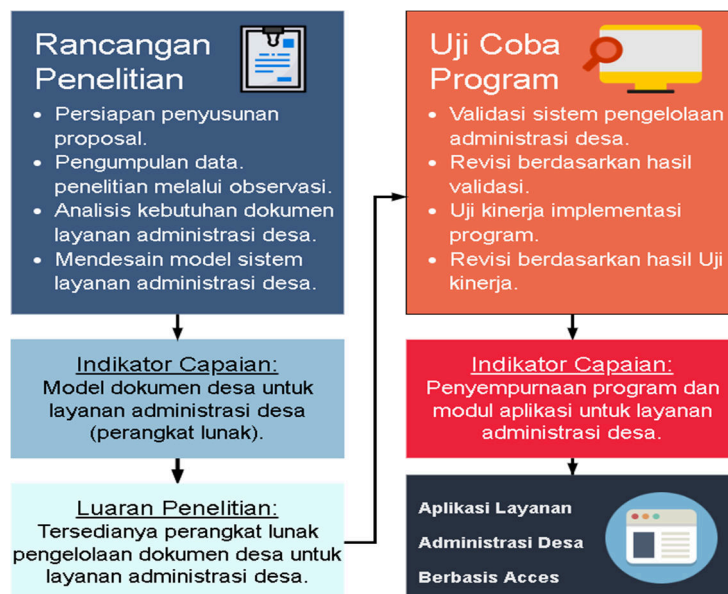 Rancangan
Penelitian
• Persiapan penyusunan
proposal.
• Pengumpulan data.
penelitian melalui observasi.
• Analisis kebutuhan dokumen
layanan administrasi desa.
• Mendesain model sistem
layanan administrasi desa.
Indikator Capaian:
Model dokumen desa untuk
layanan administrasi desa
(perangkat lunak).
Luaran Penelitian:
Tersedianya perangkat lunak
pengelolaan dokumen desa untuk
layanan administrasi desa.
Uji Coba
Program
• Validasi sistem pengelolaan
administrasi desa.
• Revisi berdasarkan hasil
validasi.
• Uji kinerja implementasi
program.
• Revisi berdasarkan hasil Uji
kinerja.
Indikator Capaian:
Penyempurnaan program dan
modul aplikasi untuk layanan
administrasi desa.
Aplikasi Layanan
Administrasi Desa
Berbasis Acces